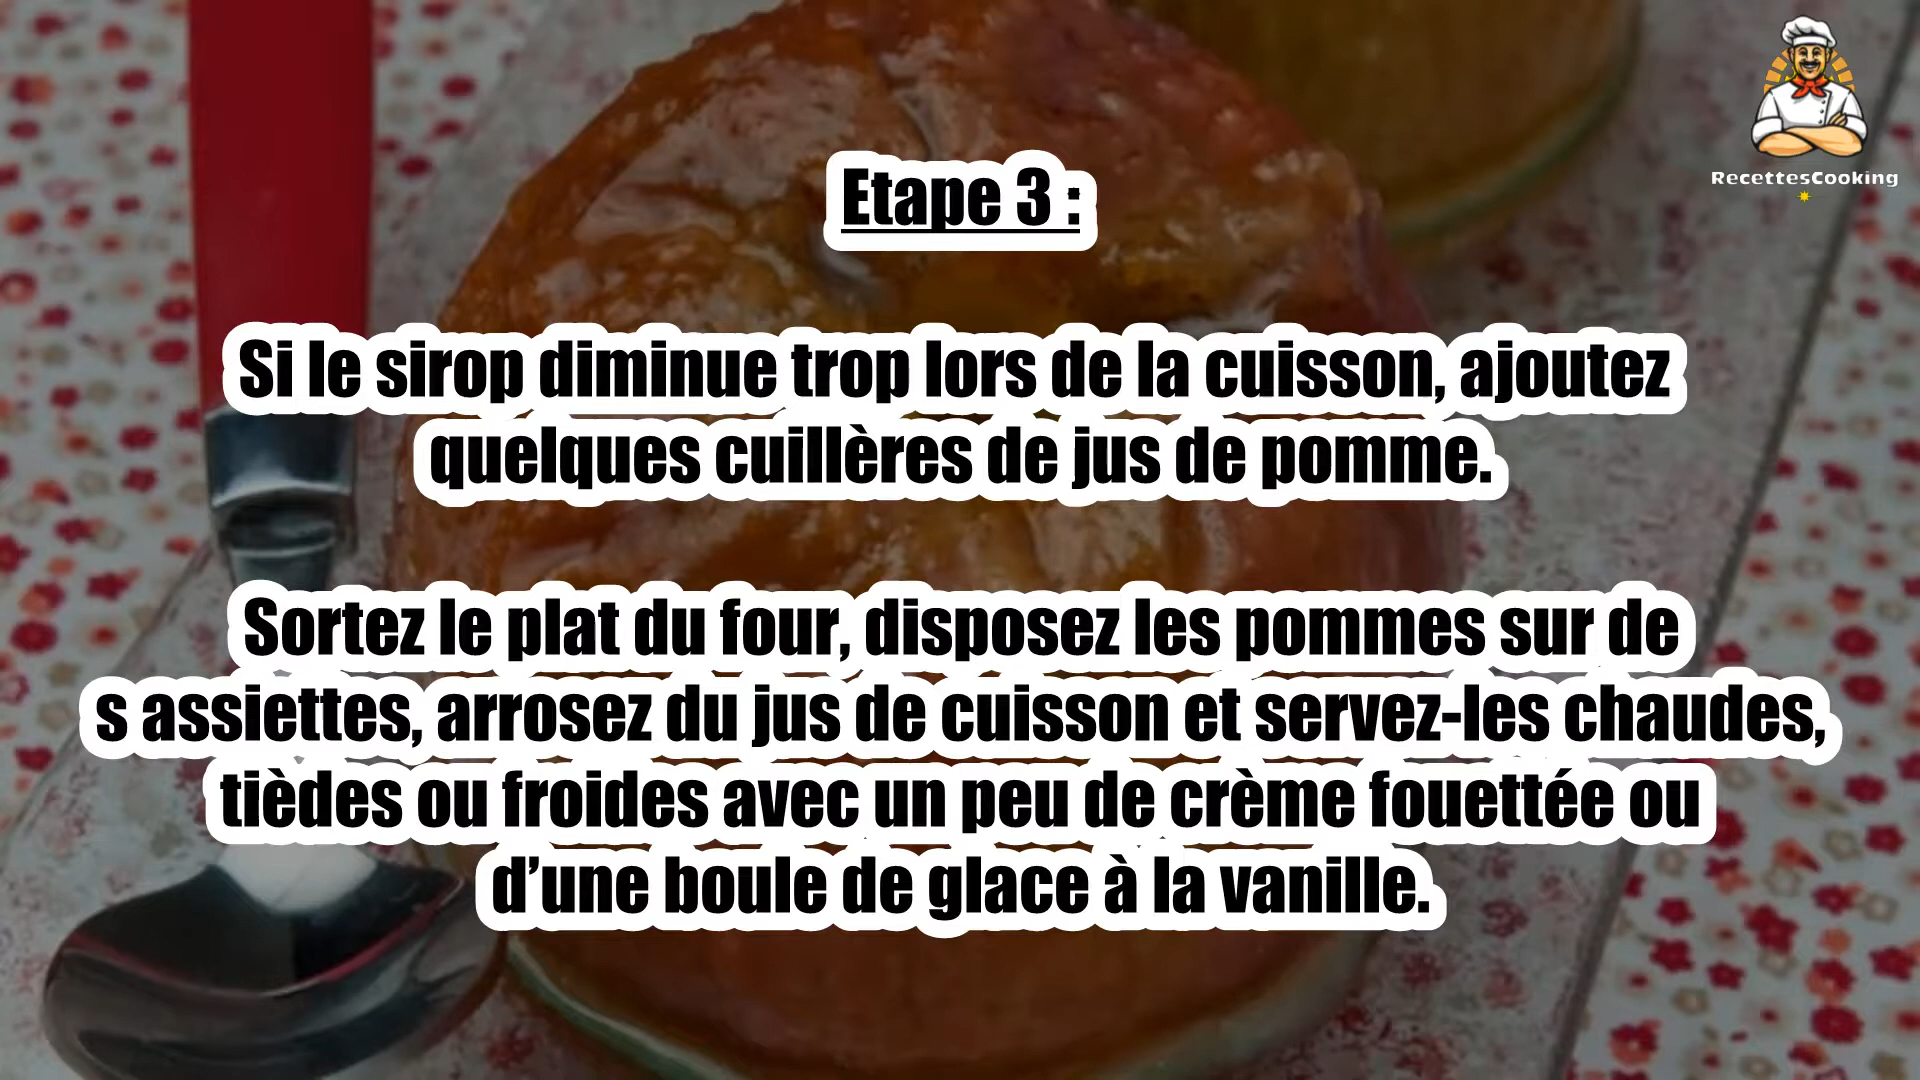 RecettesCooking
Etape 3 :
Si le sirop diminue trop lors de la cuisson, ajoutez
quelques cuillères de jus de pomme.
Sortez le plat du four, disposez les pommes sur de
s assiettes, arrosez du jus de cuisson et servez-les chaudes,
tièdes ou froides avec un peu de crème fouettée ou
d’une boule de glace à la vanille.